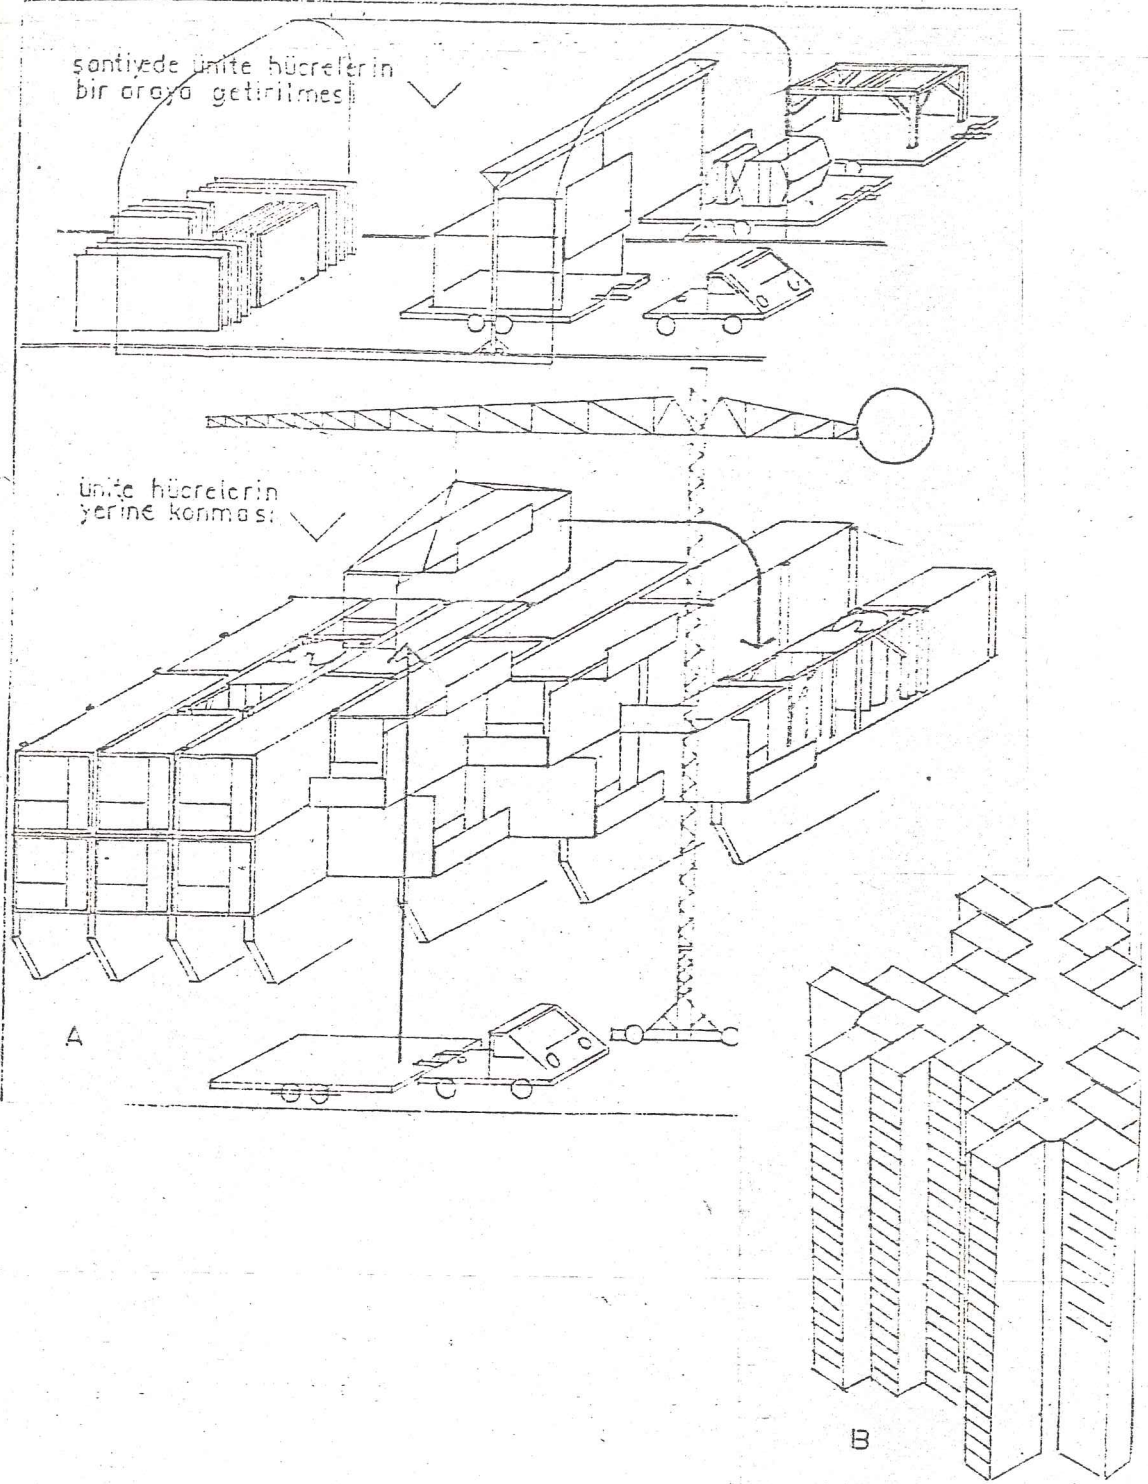 şantiyede ünite hücrelerin
bir araya getirilmesi
ünite hücrelerin
yerine konması
A
B